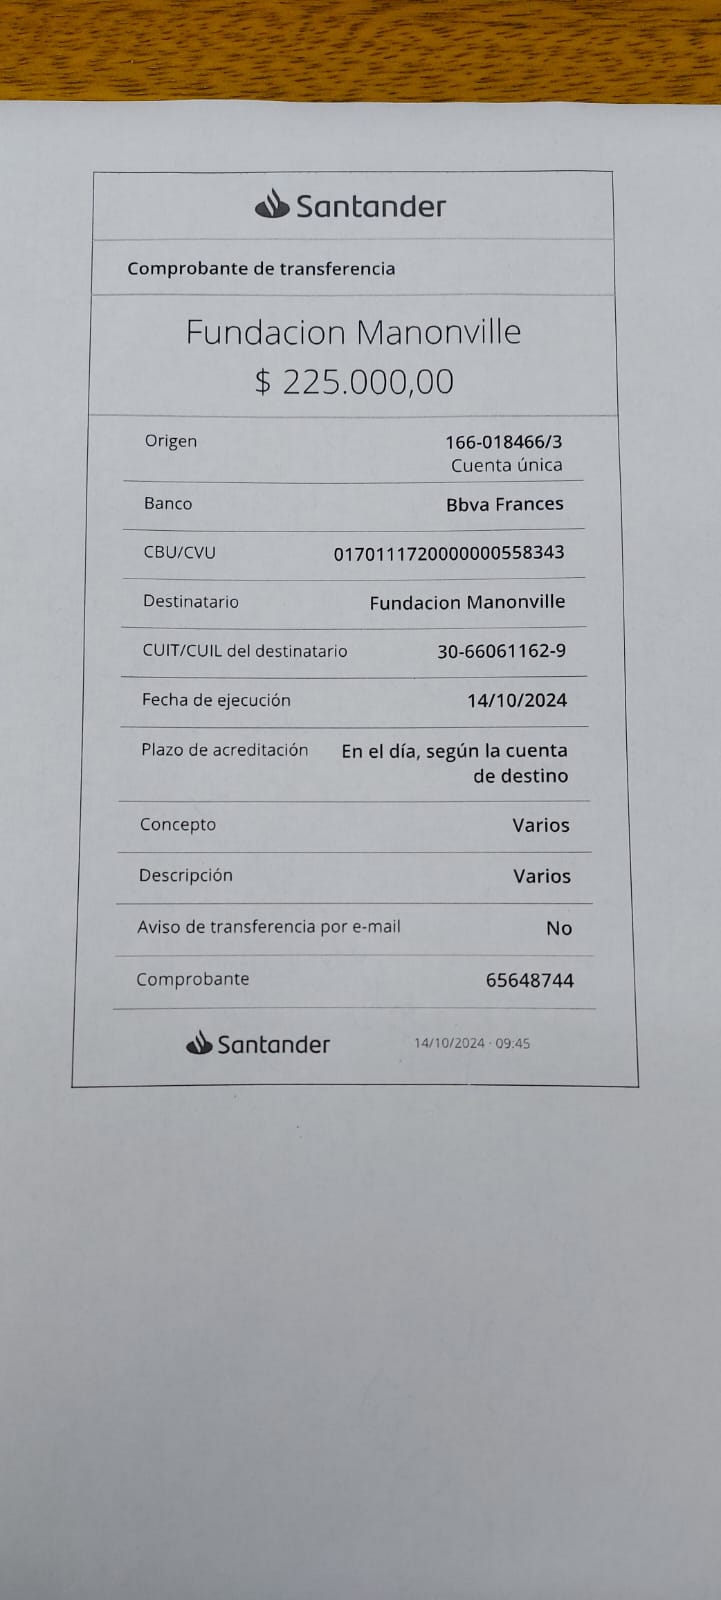 Santander
Comprobante de transferencia
Fundacion Manonville
$ 225.000,00
Origen 166-018466/3
Cuenta única
Banco Bbva Frances
CBU/CVU 0170111720000000558343
Destinatario Fundacion Manonville
CUIT/CUIL del destinatario 30-66061162-9
Fecha de ejecución 14/10/2024
Plazo de acreditación En el día, según la cuenta
de destino
Concepto Varios
Descripción Varios
Aviso de transferencia por e-mail No
Comprobante 65648744
Santander 14/10/2024 · 09:45